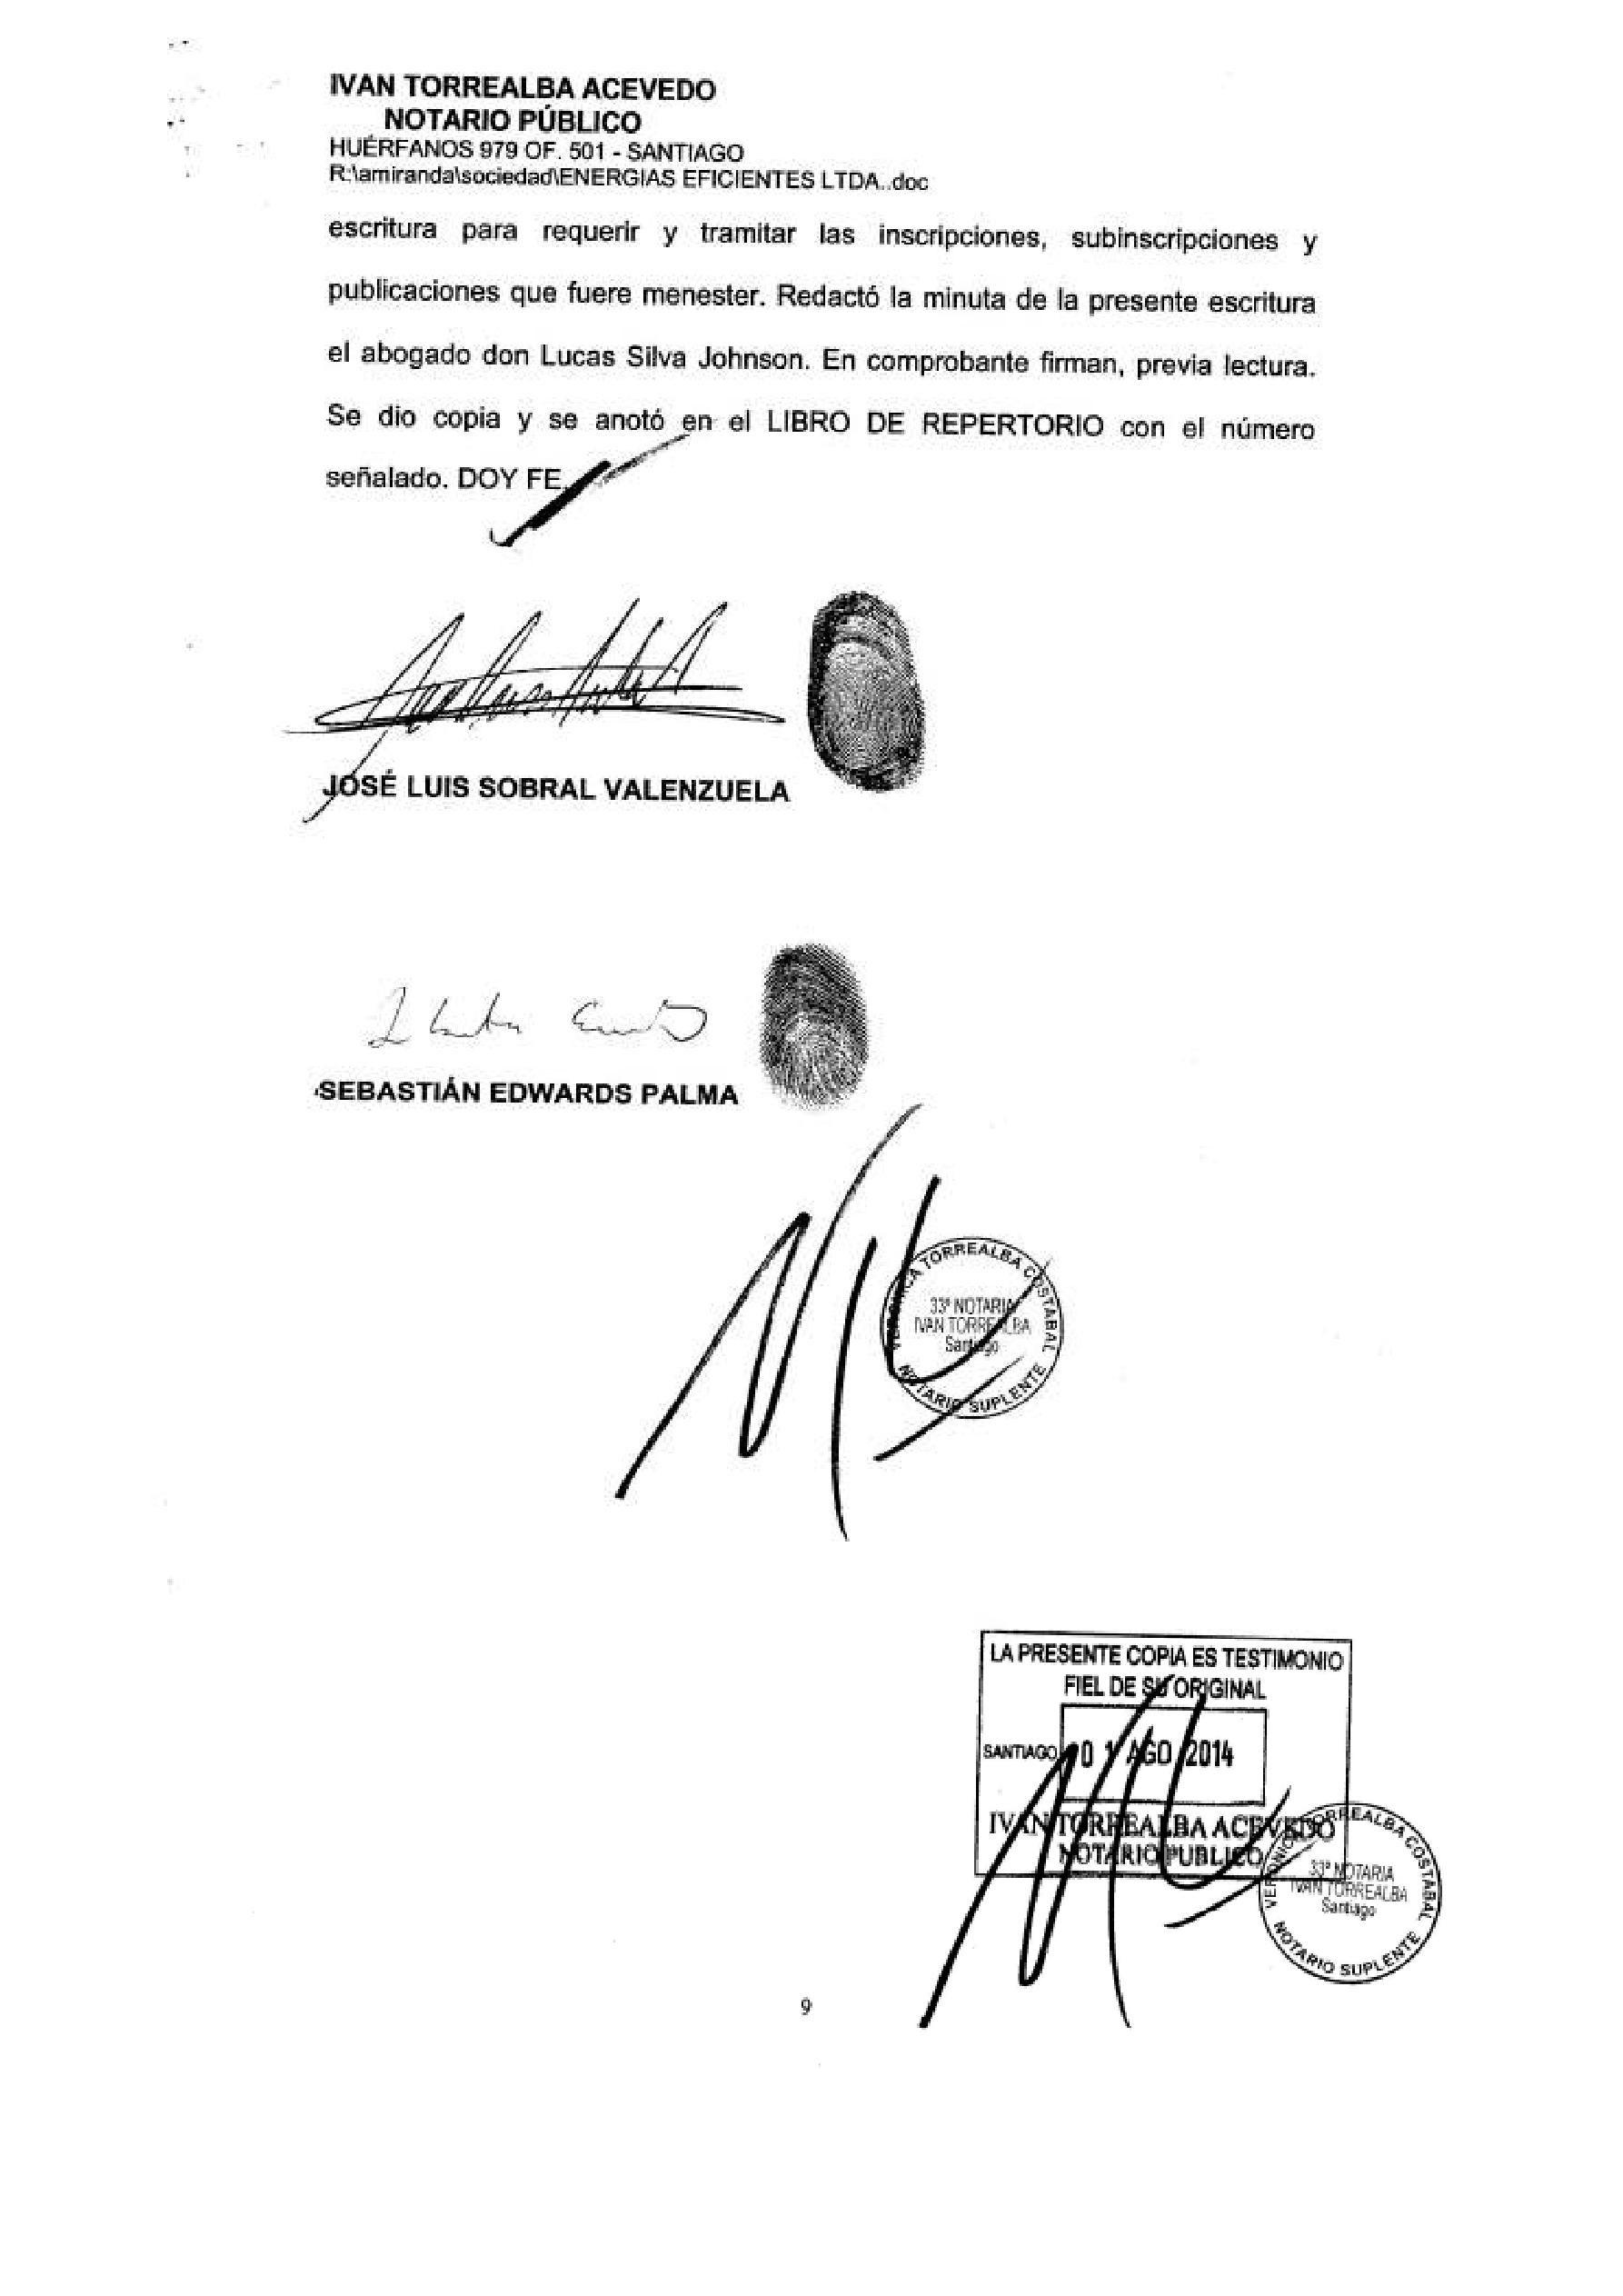 IVAN TORREALBA ACEVEDO
NOTARIO PÚBLICO
HUÉRFANOS 979 OF. 501 - SANTIAGO
R:\amiranda\sociedad\ENERGIAS EFICIENTES LTDA..doc
escritura para requerir y tramitar las inscripciones, subinscripciones y
publicaciones que fuere menester. Redactó la minuta de la presente escritura
el abogado don Lucas Silva Johnson. En comprobante firman, previa lectura.
Se dio copia y se anotó en el LIBRO DE REPERTORIO con el número
señalado. DOY FE.
JOSÉ LUIS SOBRAL VALENZUELA
SEBASTIÁN EDWARDS PALMA
VERONICA TORREALBA COSTABAL
33º NOTARIA
IVAN TORREALBA
Santiago
NOTARIO SUPLENTE
LA PRESENTE COPIA ES TESTIMONIO
FIEL DE SU ORIGINAL
SANTIAGO 01 AGO 2014
IVAN TORREALBA ACEVEDO
NOTARIO PUBLICO
VERONICA TORREALBA COSTABAL
33º NOTARIA
IVAN TORREALBA
Santiago
NOTARIO SUPLENTE
9